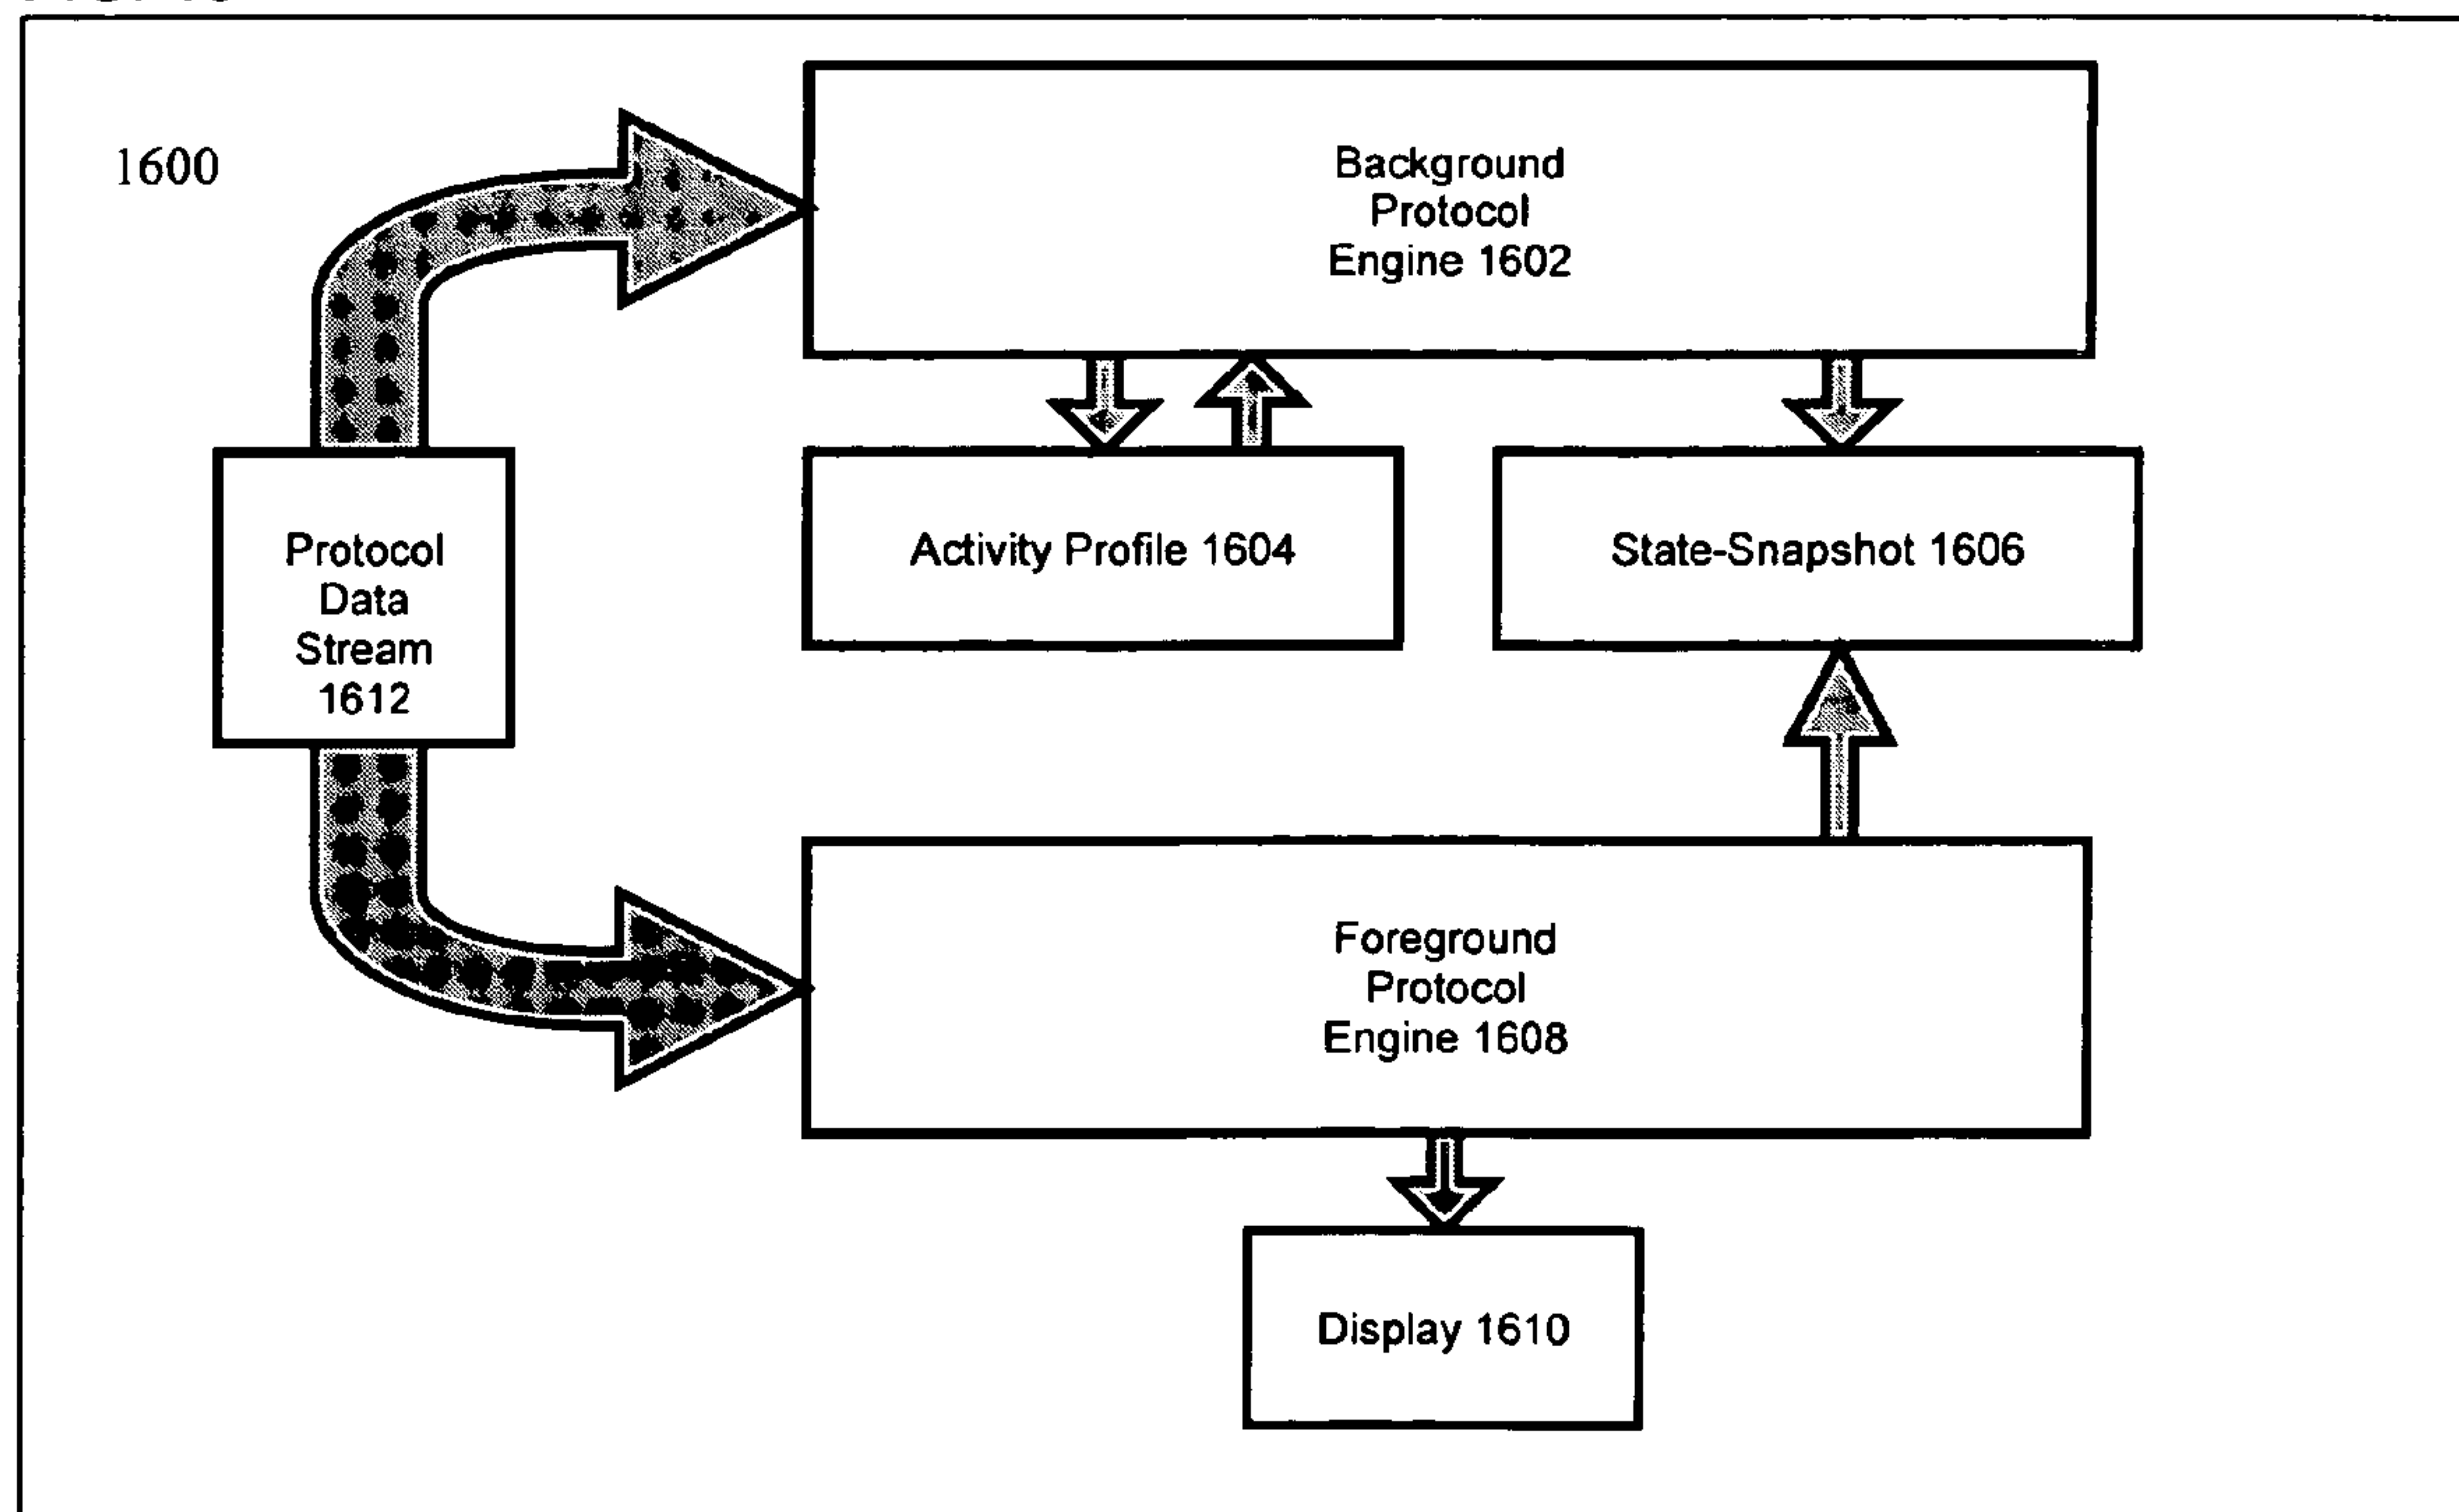 1600
Background
Protocol
Engine 1602
Activity Profile 1604
State-Snapshot 1606
Protocol
Data
Stream
1612
Foreground
Protocol
Engine 1608
Display 1610